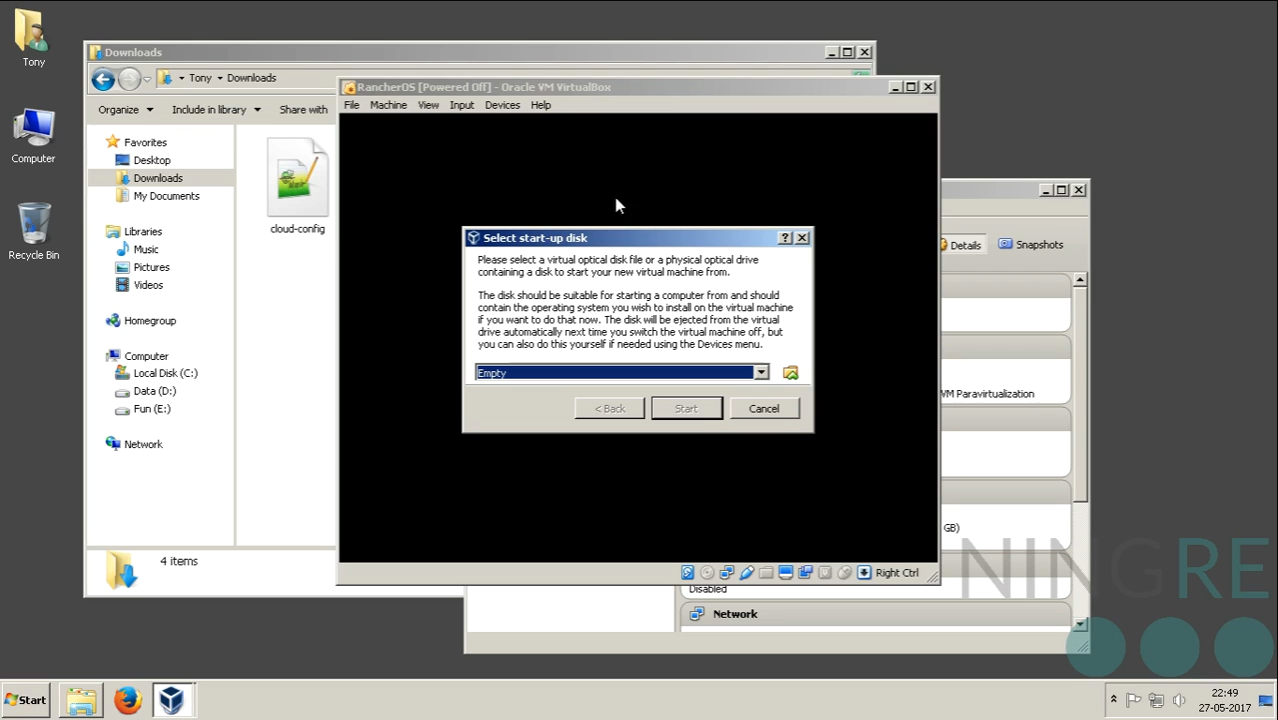 Tony
Computer
Recycle Bin
Downloads
Tony
Downloads
Organize
Include in library
Share with
Favorites
Desktop
Downloads
My Documents
Libraries
Music
Pictures
Videos
Homegroup
Computer
Local Disk (C:)
Data (D:)
Fun (E:)
Network
cloud-config
4 items
RancherOS [Powered Off] - Oracle VM VirtualBox
File Machine View Input Devices Help
Select start-up disk
Please select a virtual optical disk file or a physical optical drive
containing a disk to start your new virtual machine from.
The disk should be suitable for starting a computer from and should
contain the operating system you wish to install on the virtual machine
if you want to do that now. The disk will be ejected from the virtual
drive automatically next time you switch the virtual machine off, but
you can also do this yourself if needed using the Devices menu.
Empty
< Back
Start
Cancel
Right Ctrl
Details
Snapshots
VM Paravirtualization
GB)
Disabled
Network
NINGRE
Start
22:49
27-05-2017